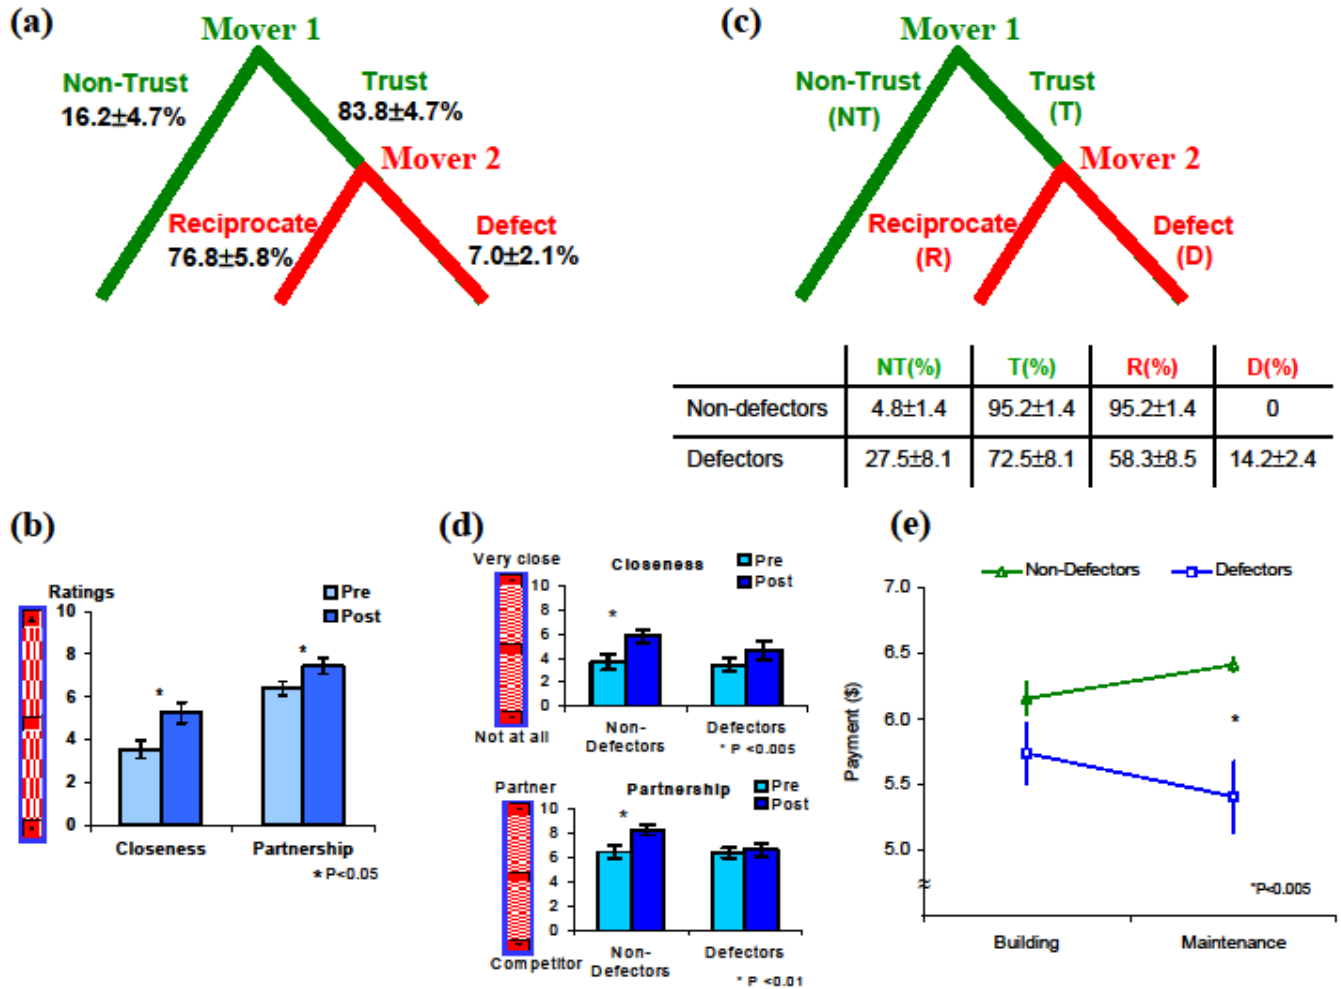 (a)
Mover 1
Non-Trust
16.2±4.7%
Trust
83.8±4.7%
Mover 2
Reciprocate
76.8±5.8%
Defect
7.0±2.1%
(c)
Mover 1
Non-Trust
(NT)
Trust
(T)
Mover 2
Reciprocate
(R)
Defect
(D)
NT(%) T(%) R(%) D(%)
Non-defectors 4.8±1.4 95.2±1.4 95.2±1.4 0
Defectors 27.5±8.1 72.5±8.1 58.3±8.5 14.2±2.4
(b)
Ratings
Pre
Post
10
8
6
4
2
0
*
*
Closeness Partnership
* P<0.05
(d)
Very close
Closeness
Pre
Post
10
8
6
4
2
0
*
Not at all
Non-
Defectors
Defectors
* P <0.005
Partner
Partnership
Pre
Post
10
8
6
4
2
0
*
Competitor
Non-
Defectors
Defectors
* P <0.01
(e)
Non-Defectors
Defectors
Payment ($)
7.0
6.5
6.0
5.5
5.0
≈
*
*P<0.005
Building Maintenance